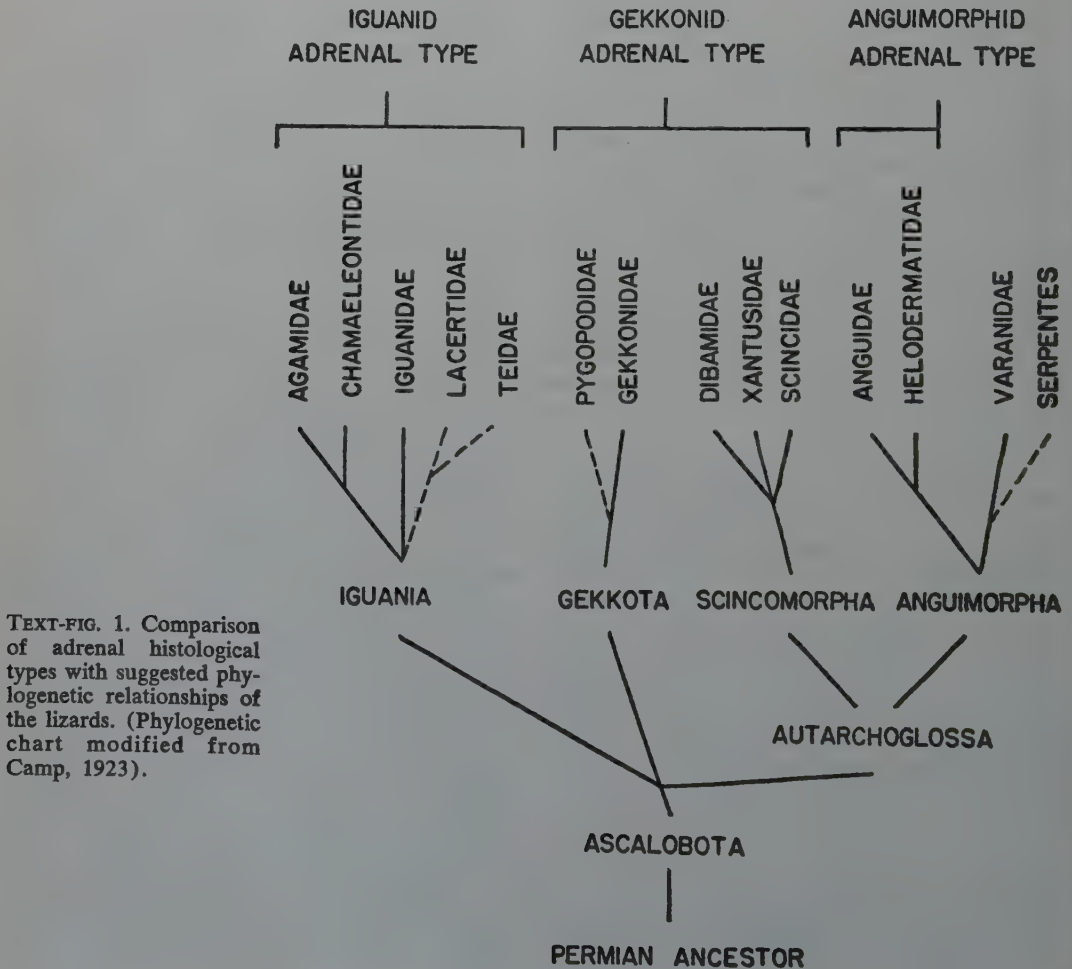 IGUANID
ADRENAL TYPE
GEKKONID
ADRENAL TYPE
ANGUIMORPHID
ADRENAL TYPE
AGAMIDAE
CHAMAELEONTIDAE
IGUANIDAE
LACERTIDAE
TEIDAE
PYGOPODIDAE
GEKKONIDAE
DIBAMIDAE
XANTUSIDAE
SCINCIDAE
ANGUIDAE
HELODERMATIDAE
VARANIDAE
SERPENTES
IGUANIA
GEKKOTA
SCINCOMORPHA
ANGUIMORPHA
AUTARCHOGLOSSA
ASCALOBOTA
PERMIAN ANCESTOR
TEXT-FIG. 1. Comparison
of adrenal histological
types with suggested phy-
logenetic relationships of
the lizards. (Phylogenetic
chart modified from
Camp, 1923).